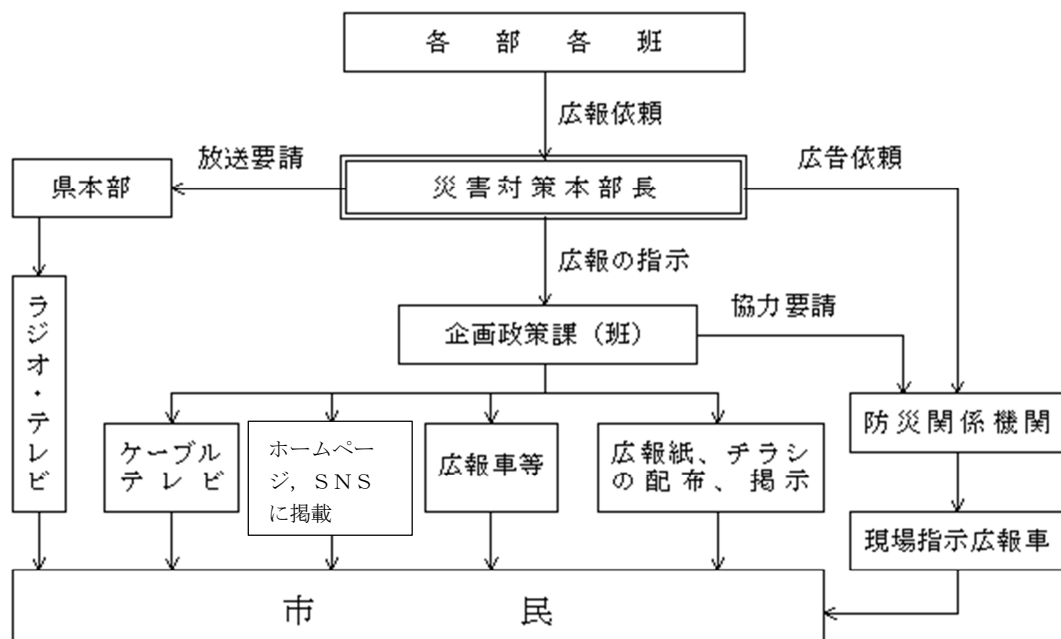 各部各班
広報依頼
放送要請
広告依頼
県本部
災害対策本部長
広報の指示
協力要請
ラジオ・テレビ
企画政策課（班）
防災関係機関
ケーブル
テレビ
ホームペー
ジ，ＳＮＳ
に掲載
広報車等
広報紙、チラシ
の配布、掲示
現場指示広報車
市民